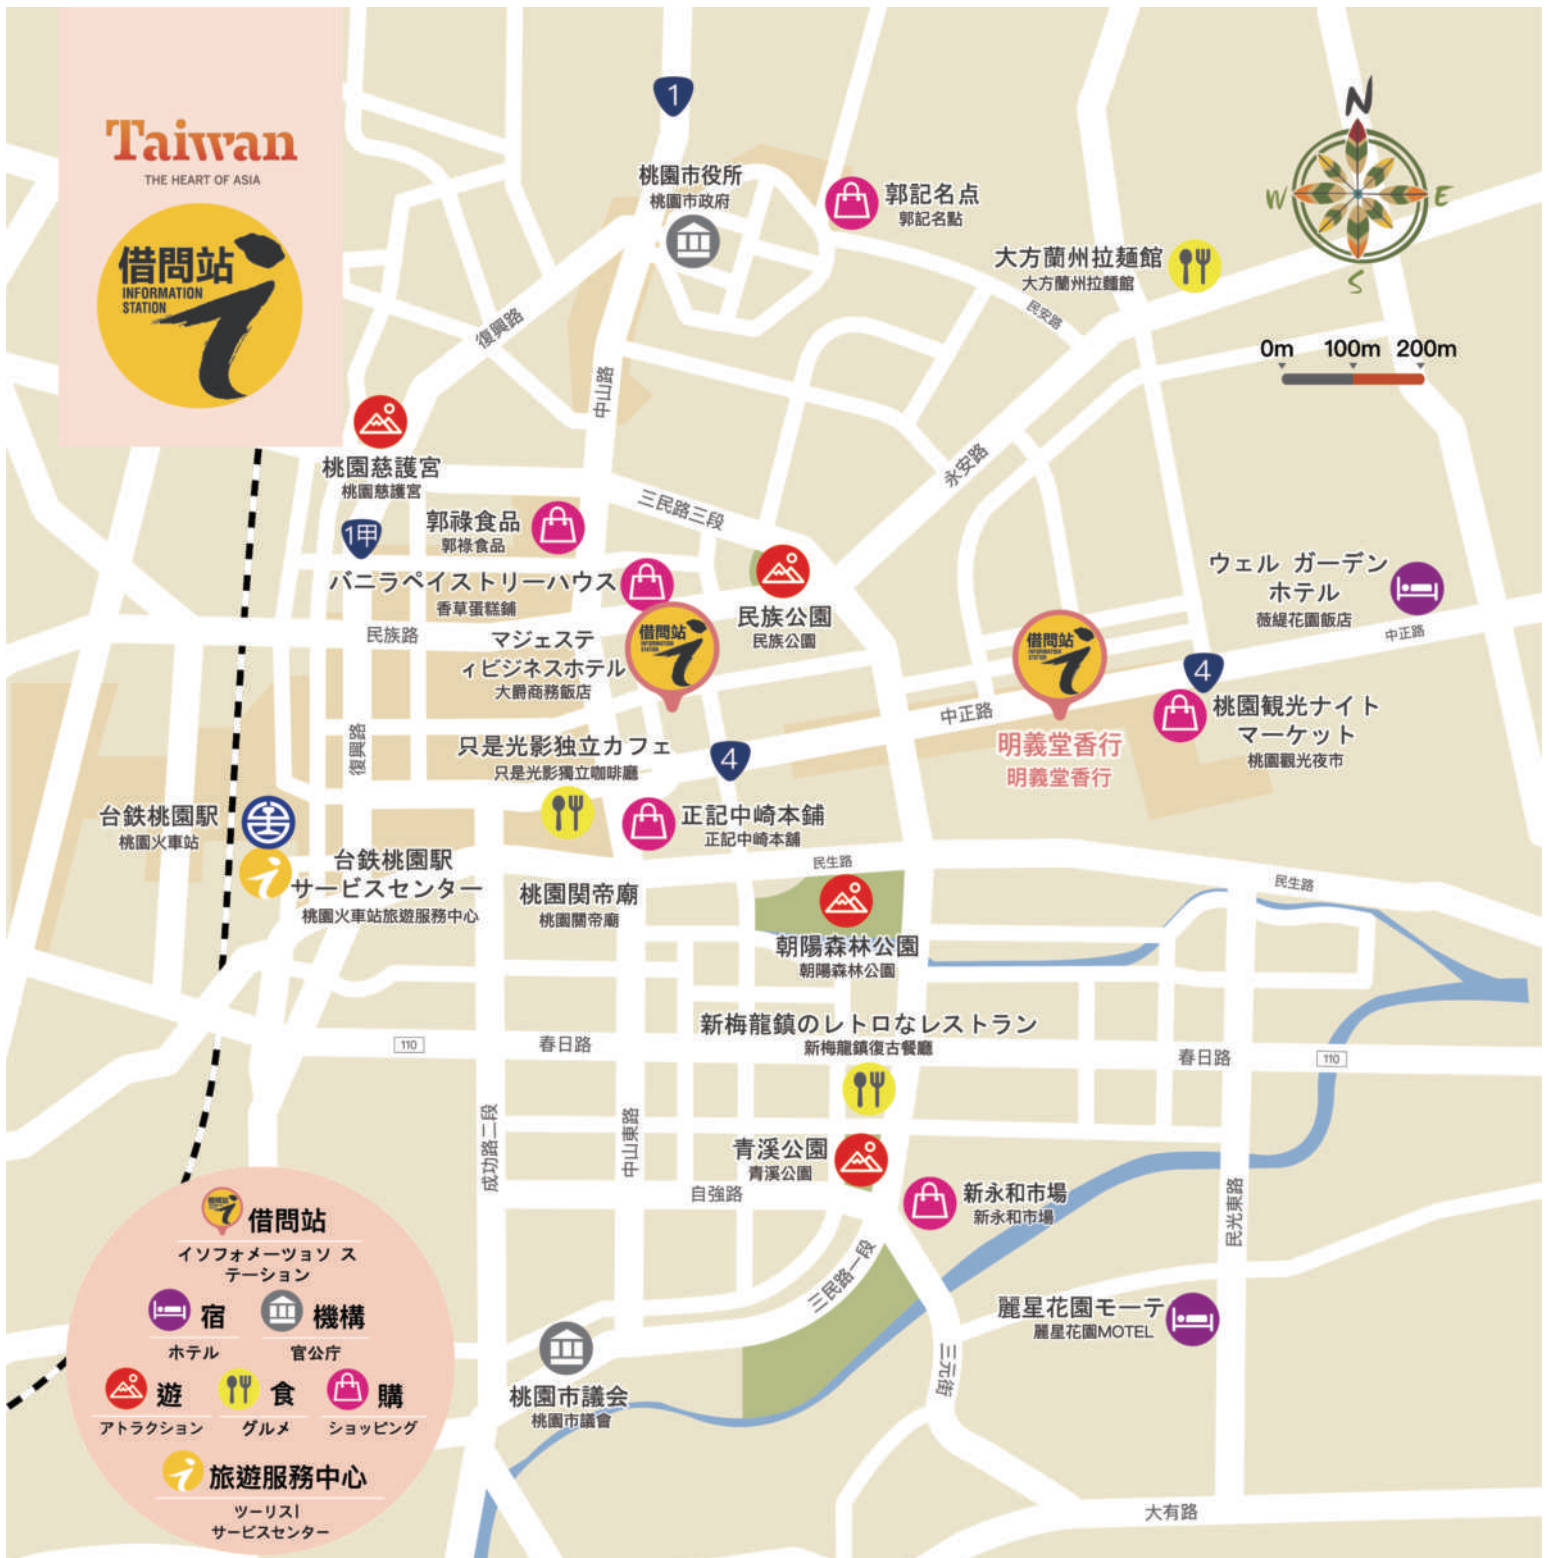 Taiwan
THE HEART OF ASIA
借問站
INFORMATION
STATION
1
桃園市役所
桃園市政府
郭記名点
郭記名點
大方蘭州拉麺館
大方蘭州拉麵館
N
W
E
S
0m 100m 200m
復興路
民安路
中山路
永安路
桃園慈護宮
桃園慈護宮
三民路三段
1甲
郭祿食品
郭祿食品
バニラペイストリーハウス
香草蛋糕鋪
民族路
マジェステ
ィビジネスホテル
大爵商務飯店
借問站
INFORMATION
STATION
民族公園
民族公園
借問站
INFORMATION
STATION
ウェル ガーデン
ホテル
薇緹花園飯店
中正路
4
中正路
明義堂香行
明義堂香行
桃園観光ナイト
マーケット
桃園觀光夜市
復興路
只是光影独立カフェ
只是光影獨立咖啡廳
4
台鉄桃園駅
桃園火車站
正記中崎本鋪
正記中崎本舖
台鉄桃園駅
サービスセンター
桃園火車站旅遊服務中心
桃園関帝廟
桃園關帝廟
民生路
民生路
朝陽森林公園
朝陽森林公園
新梅龍鎮のレトロなレストラン
新梅龍鎮復古餐廳
110
春日路
春日路
110
成功路二段
中山東路
青溪公園
青溪公園
自強路
新永和市場
新永和市場
民光東路
三民路一段
麗星花園モーテ
麗星花園MOTEL
三元街
桃園市議会
桃園市議會
大有路
借問站
借問站
イソフォメーツョソ ス
テーション
宿
ホテル
機構
官公庁
遊
アトラクション
食
グルメ
購
ショッピング
旅遊服務中心
ツーリスI
サービスセンター